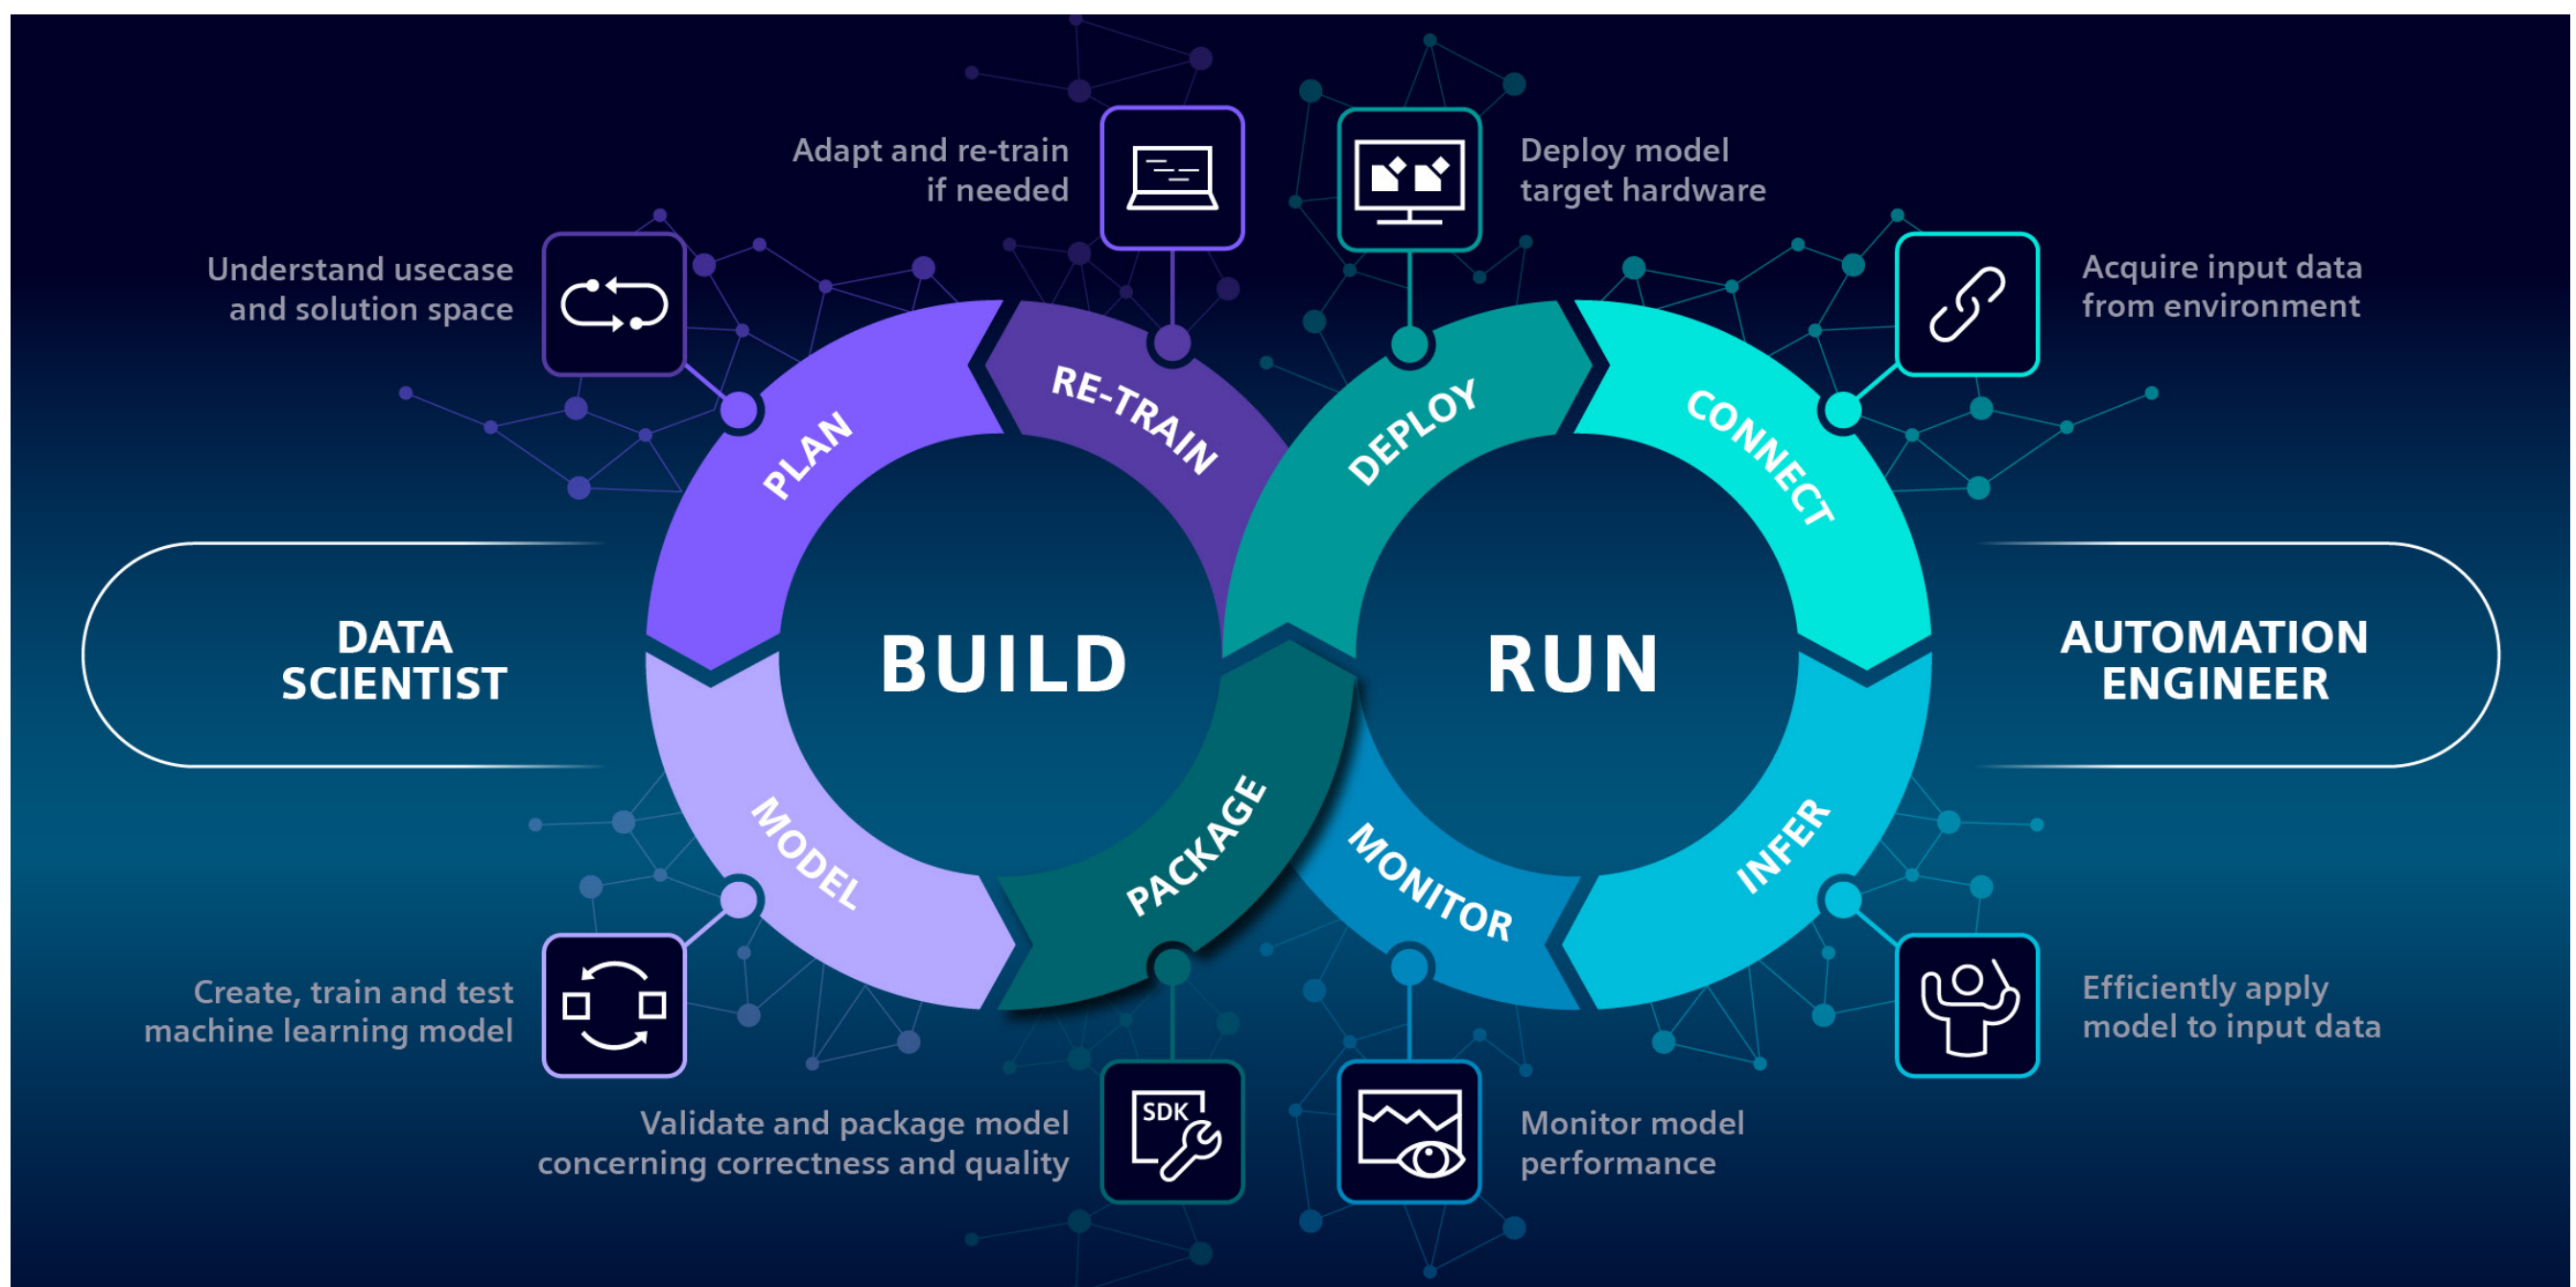 Adapt and re-train
if needed
Deploy model
target hardware
Understand usecase
and solution space
Acquire input data
from environment
PLAN
RE-TRAIN
DEPLOY
CONNECT
DATA
SCIENTIST
BUILD
RUN
AUTOMATION
ENGINEER
MODEL
PACKAGE
MONITOR
INFER
Create, train and test
machine learning model
Efficiently apply
model to input data
SDK
Validate and package model
concerning correctness and quality
Monitor model
performance